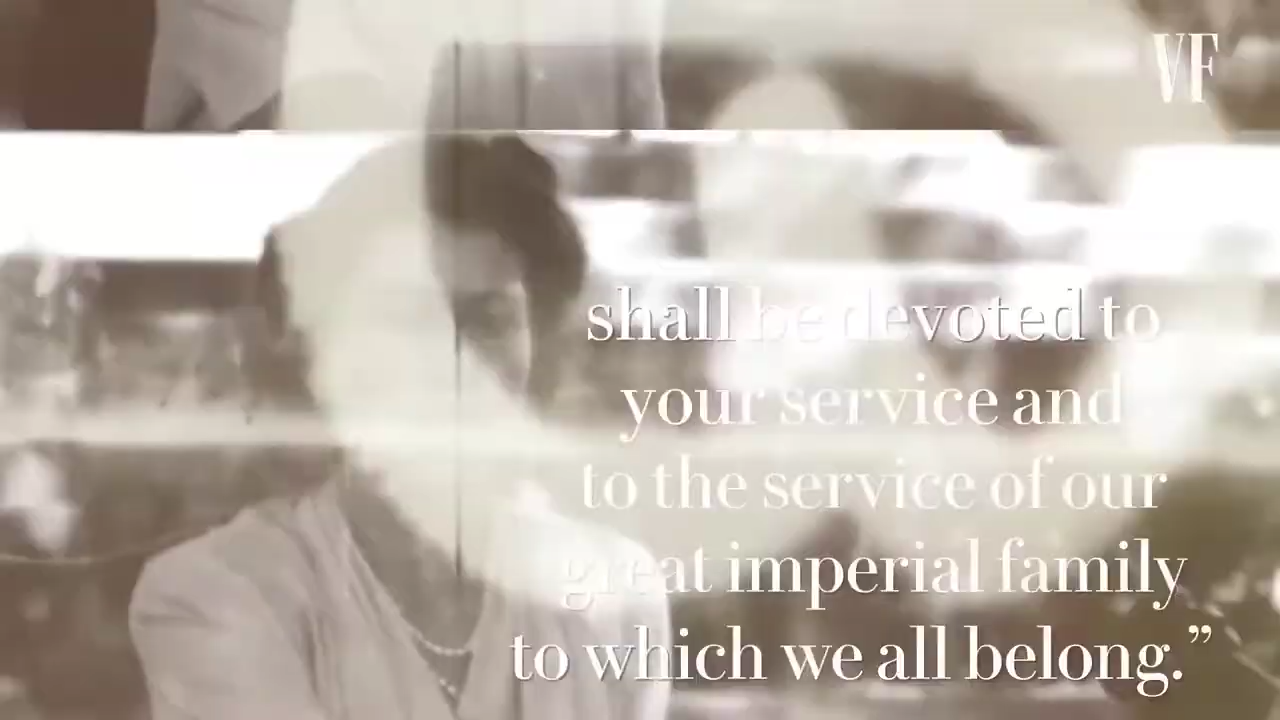 VF
shall be devoted to
your service and
to the service of our
great imperial family
to which we all belong.”